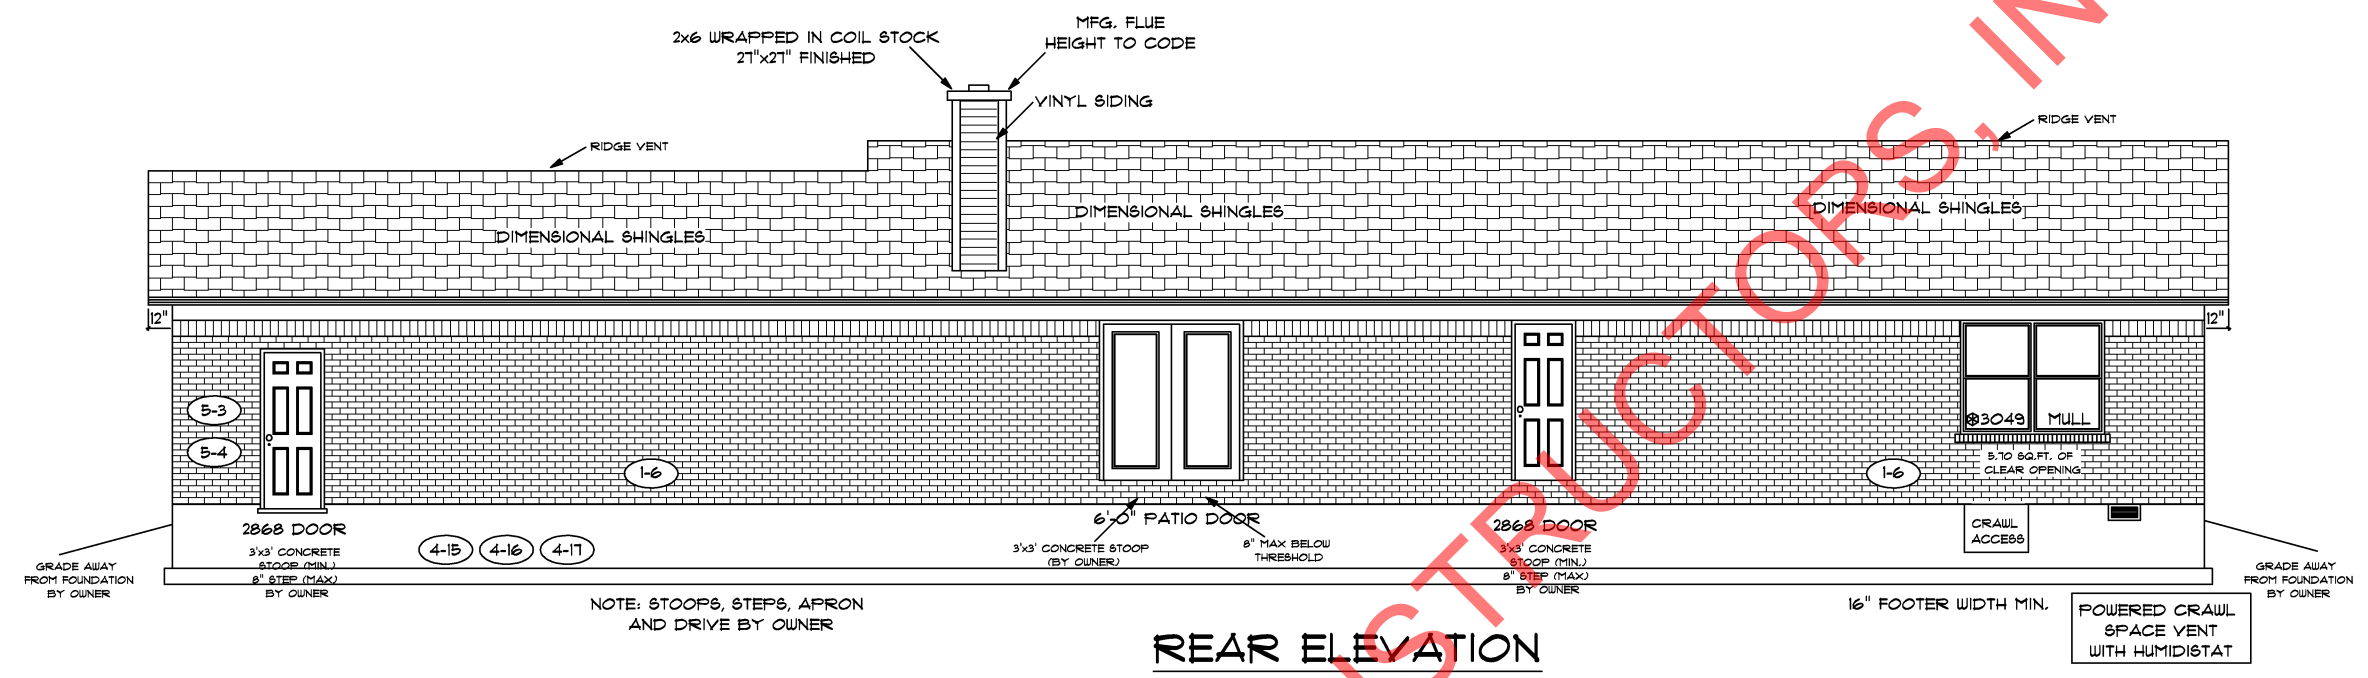 MFG. FLUE
HEIGHT TO CODE
2x6 WRAPPED IN COIL STOCK
27"x27" FINISHED
VINYL SIDING
RIDGE VENT
RIDGE VENT
DIMENSIONAL SHINGLES
DIMENSIONAL SHINGLES
DIMENSIONAL SHINGLES
12"
12"
5-3
5-4
1-6
1-6
3049 MULL
5.70 SQ.FT. OF
CLEAR OPENING
2868 DOOR
3'x3' CONCRETE
STOOP (MIN.)
8" STEP (MAX)
BY OWNER
4-15 4-16 4-17
6'-0" PATIO DOOR
3'x3' CONCRETE STOOP
(BY OWNER)
8" MAX BELOW
THRESHOLD
2868 DOOR
3'x3' CONCRETE
STOOP (MIN.)
8" STEP (MAX)
BY OWNER
CRAWL
ACCESS
GRADE AWAY
FROM FOUNDATION
BY OWNER
GRADE AWAY
FROM FOUNDATION
BY OWNER
NOTE: STOOPS, STEPS, APRON
AND DRIVE BY OWNER
16" FOOTER WIDTH MIN.
POWERED CRAWL
SPACE VENT
WITH HUMIDISTAT
REAR ELEVATION
STRUCTORS, IN